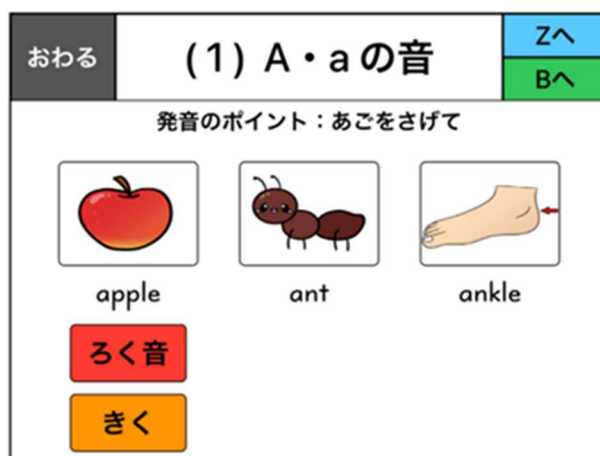 おわる
(1) A・aの音
Zへ
Bへ
発音のポイント：あごをさげて
apple
ant
ankle
ろく音
きく